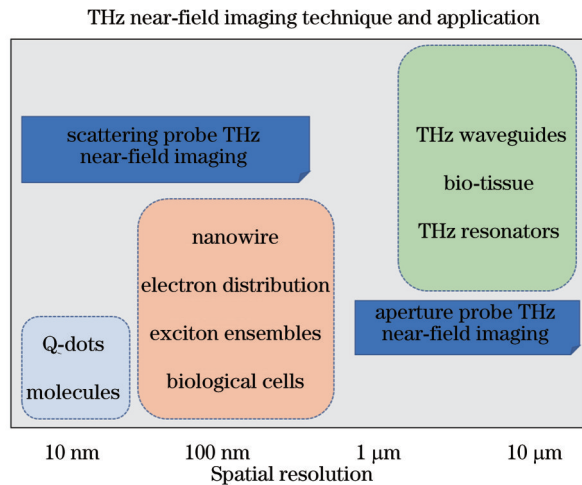 THz near-field imaging technique and application
scattering probe THz
near-field imaging
THz waveguides
bio-tissue
THz resonators
nanowire
electron distribution
exciton ensembles
biological cells
aperture probe THz
near-field imaging
Q-dots
molecules
10 nm 100 nm 1 μm 10 μm
Spatial resolution